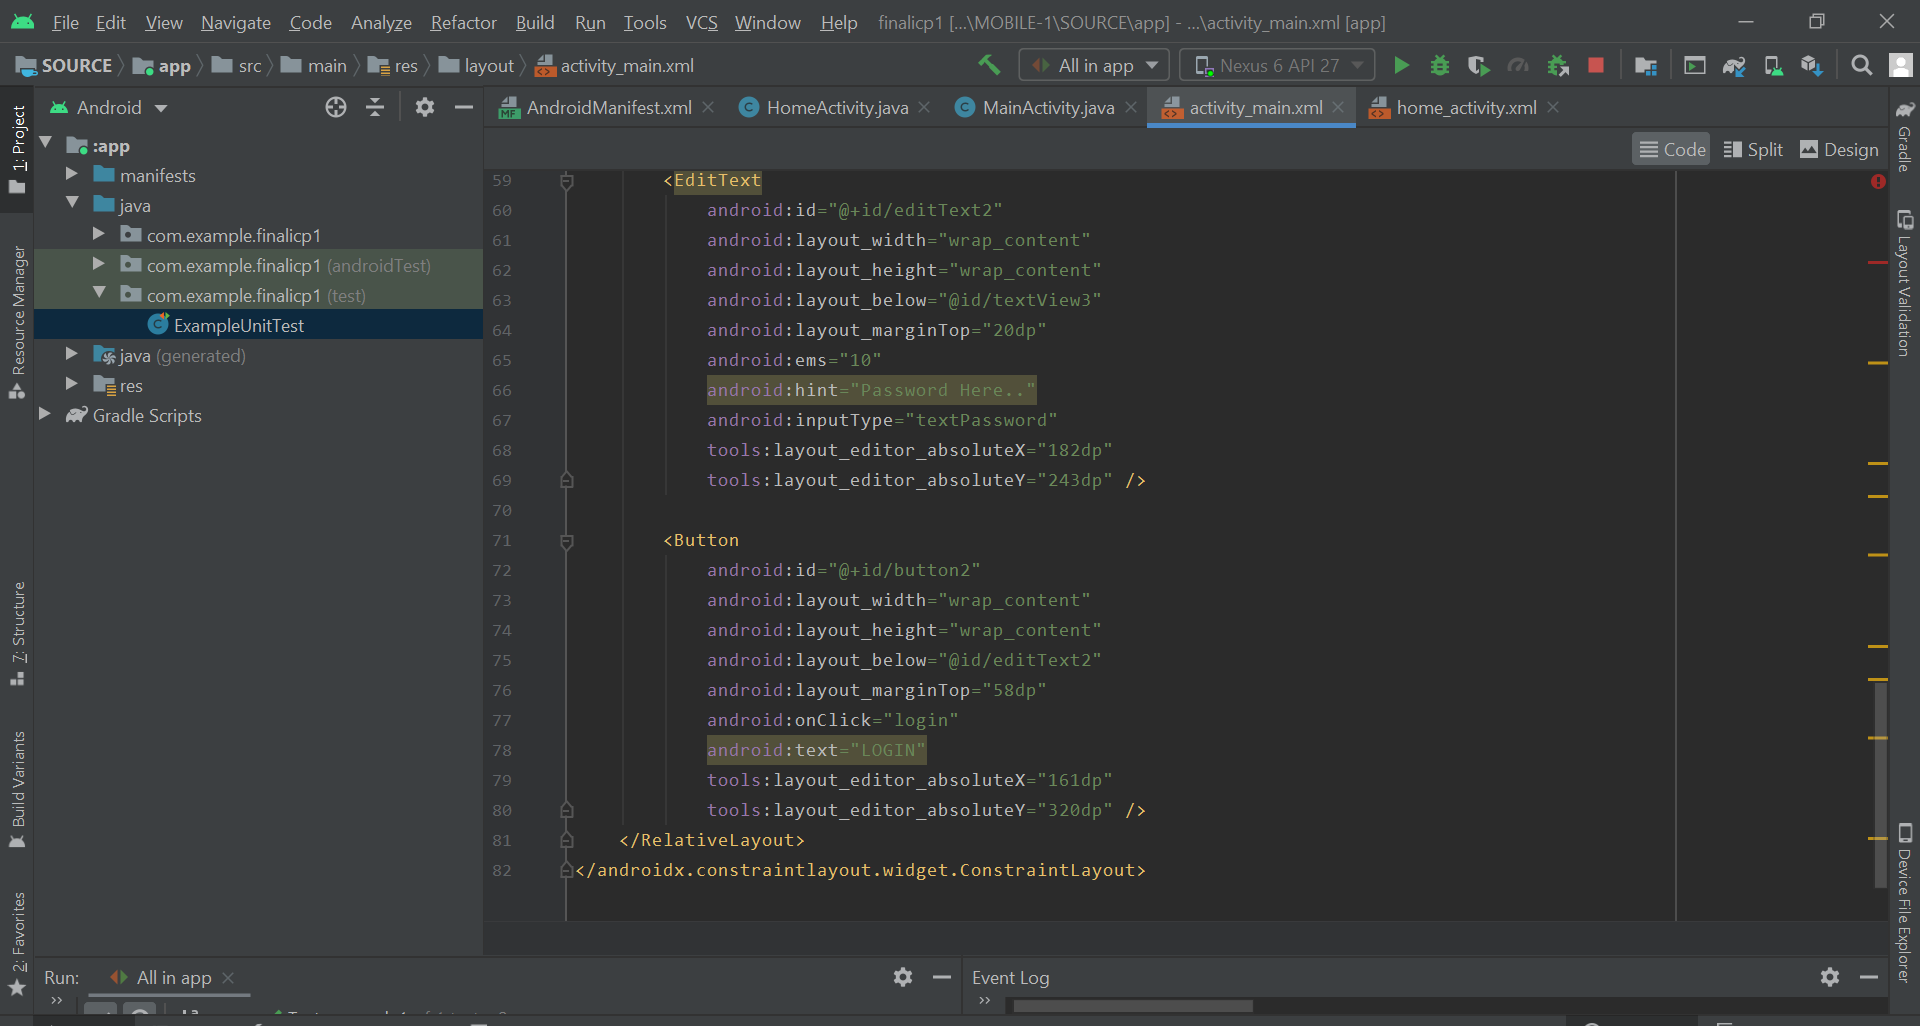 File Edit View Navigate Code Analyze Refactor Build Run Tools VCS Window Help finalicp1 [...\MOBILE-1\SOURCE\app] - ...\activity_main.xml [app]
SOURCE app src main res layout activity_main.xml All in app Nexus 6 API 27
Android
AndroidManifest.xml HomeActivity.java MainActivity.java activity_main.xml home_activity.xml
Code Split Design
1: Project
Resource Manager
7: Structure
Build Variants
2: Favorites
:app
manifests
java
com.example.finalicp1
com.example.finalicp1 (androidTest)
com.example.finalicp1 (test)
ExampleUnitTest
java (generated)
res
Gradle Scripts
59 <EditText
60 android:id="@+id/editText2"
61 android:layout_width="wrap_content"
62 android:layout_height="wrap_content"
63 android:layout_below="@id/textView3"
64 android:layout_marginTop="20dp"
65 android:ems="10"
66 android:hint="Password Here.."
67 android:inputType="textPassword"
68 tools:layout_editor_absoluteX="182dp"
69 tools:layout_editor_absoluteY="243dp" />
70
71 <Button
72 android:id="@+id/button2"
73 android:layout_width="wrap_content"
74 android:layout_height="wrap_content"
75 android:layout_below="@id/editText2"
76 android:layout_marginTop="58dp"
77 android:onClick="login"
78 android:text="LOGIN"
79 tools:layout_editor_absoluteX="161dp"
80 tools:layout_editor_absoluteY="320dp" />
81 </RelativeLayout>
82 </androidx.constraintlayout.widget.ConstraintLayout>
Gradle
Layout Validation
Device File Explorer
Run: All in app
Event Log